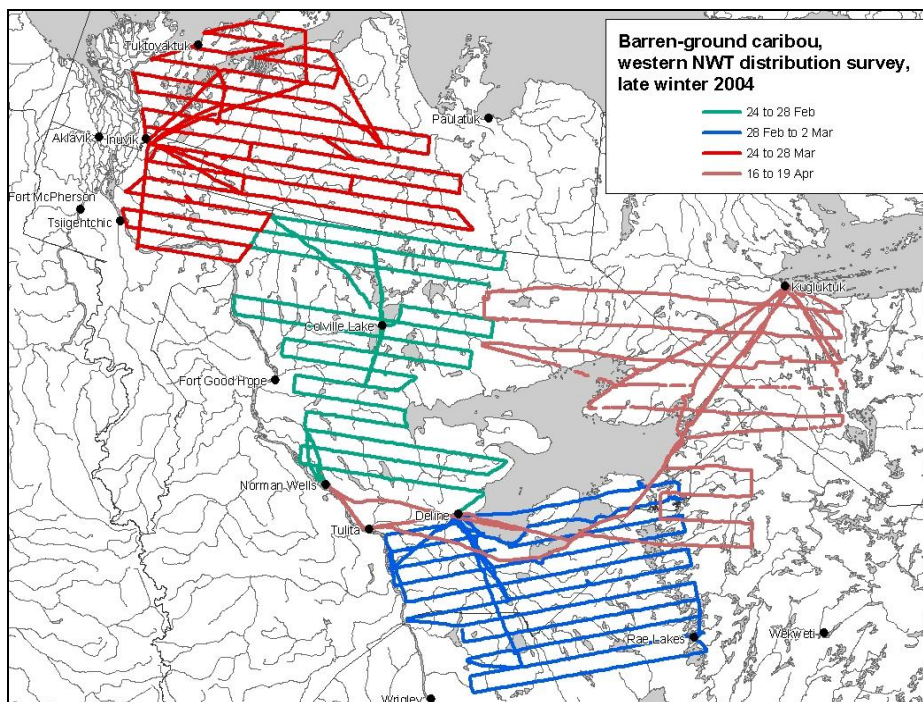 Barren-ground caribou,
western NWT distribution survey,
late winter 2004
24 to 28 Feb
28 Feb to 2 Mar
24 to 28 Mar
16 to 19 Apr
Tuktoyaktuk
Paulatuk
Aklavik
Inuvik
Fort McPherson
Tsiigentchic
Kugluktuk
Colville Lake
Fort Good Hope
Norman Wells
Deline
Tulita
Rae Lakes
Wekweti
Wrigley